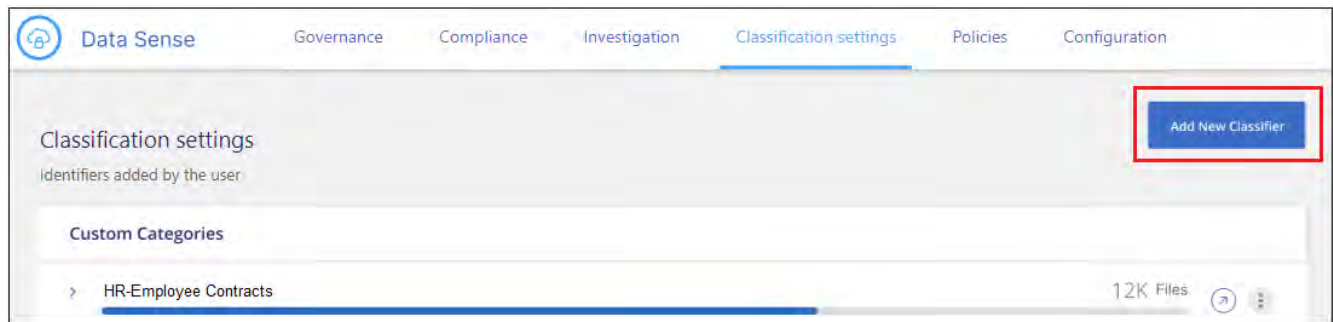 Data Sense Governance Compliance Investigation Classification settings Policies Configuration
Add New Classifier
Classification settings
Identifiers added by the user
Custom Categories
HR-Employee Contracts 12K Files